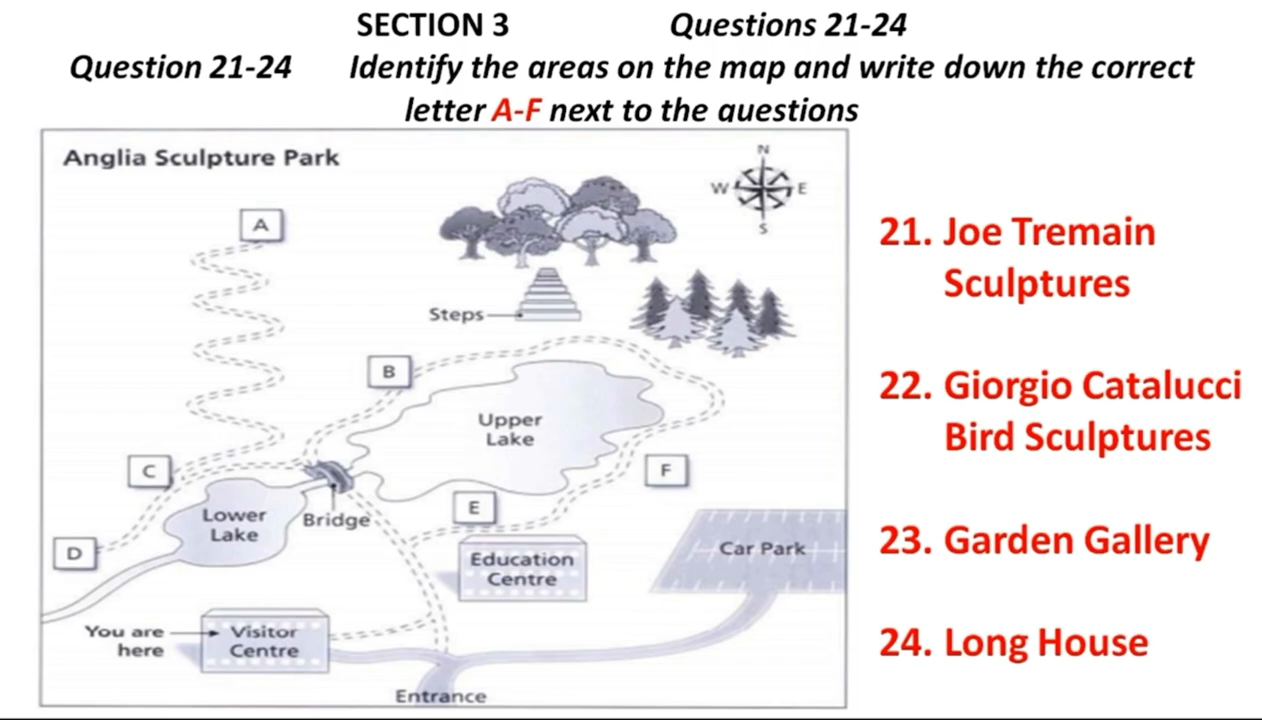 SECTION 3 Questions 21-24
Question 21-24 Identify the areas on the map and write down the correct
letter A-F next to the questions
Anglia Sculpture Park
N
W E
S
A
Steps
B
Upper
Lake
C
F
E
Lower
Lake
Bridge
D
Education
Centre
Car Park
You are
here
Visitor
Centre
Entrance
21. Joe Tremain
Sculptures
22. Giorgio Catalucci
Bird Sculptures
23. Garden Gallery
24. Long House